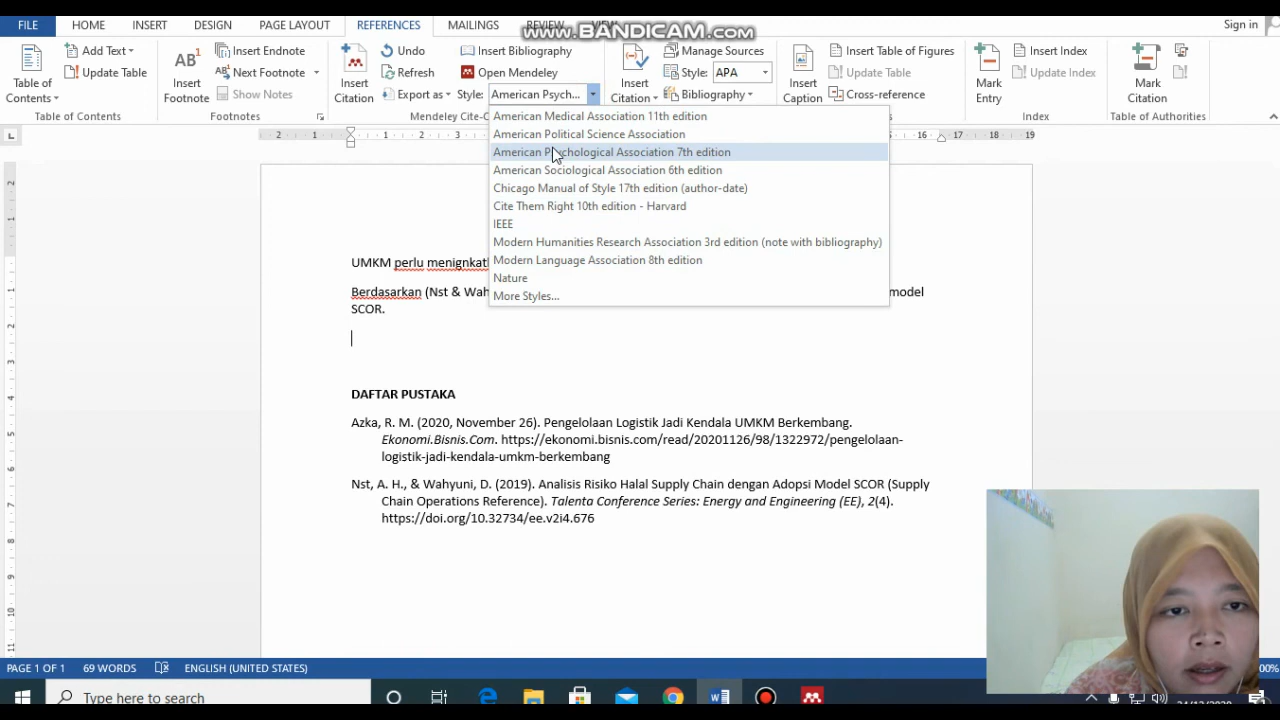 www.BANDICAM.com
FILE HOME INSERT DESIGN PAGE LAYOUT REFERENCES MAILINGS REVIEW VIEW Sign in
Table of Contents
Add Text
Update Table
Table of Contents
AB¹
Insert Footnote
Insert Endnote
Next Footnote
Show Notes
Footnotes
Insert Citation
Undo
Refresh
Export as
Insert Bibliography
Open Mendeley
Style: American Psych...
Mendeley Cite-O
Insert Citation
Manage Sources
Style: APA
Bibliography
Insert Caption
Insert Table of Figures
Update Table
Cross-reference
Mark Entry
Insert Index
Update Index
Index
Mark Citation
Table of Authorities
American Medical Association 11th edition
American Political Science Association
American Psychological Association 7th edition
American Sociological Association 6th edition
Chicago Manual of Style 17th edition (author-date)
Cite Them Right 10th edition - Harvard
IEEE
Modern Humanities Research Association 3rd edition (note with bibliography)
Modern Language Association 8th edition
Nature
More Styles...
UMKM perlu menignkat
Berdasarkan (Nst & Wah model
SCOR.
DAFTAR PUSTAKA
Azka, R. M. (2020, November 26). Pengelolaan Logistik Jadi Kendala UMKM Berkembang.
Ekonomi.Bisnis.Com. https://ekonomi.bisnis.com/read/20201126/98/1322972/pengelolaan-
logistik-jadi-kendala-umkm-berkembang
Nst, A. H., & Wahyuni, D. (2019). Analisis Risiko Halal Supply Chain dengan Adopsi Model SCOR (Supply
Chain Operations Reference). Talenta Conference Series: Energy and Engineering (EE), 2(4).
https://doi.org/10.32734/ee.v2i4.676
PAGE 1 OF 1 69 WORDS ENGLISH (UNITED STATES) 00%
Type here to search